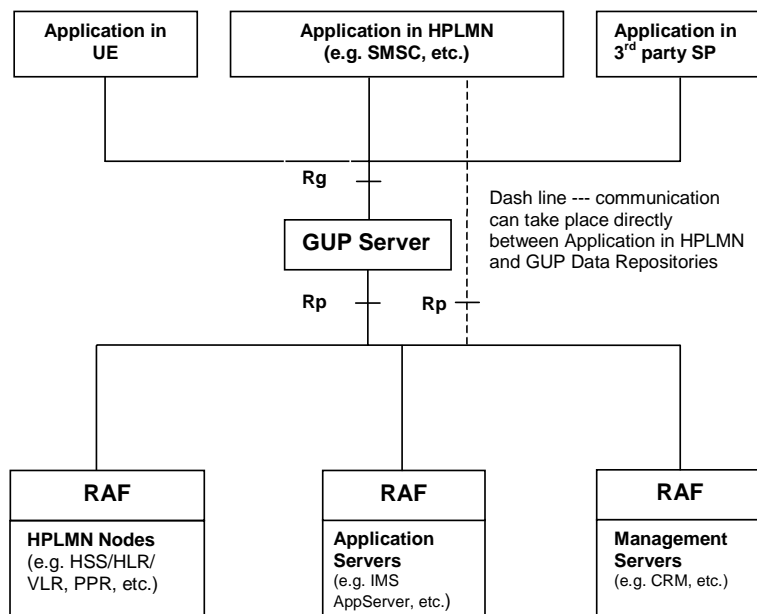 Application in
UE
Application in HPLMN
(e.g. SMSC, etc.)
Application in
3rd party SP
Rg
Dash line --- communication
can take place directly
between Application in HPLMN
and GUP Data Repositories
GUP Server
Rp
Rp
RAF
HPLMN Nodes
(e.g. HSS/HLR/
VLR, PPR, etc.)
RAF
Application
Servers
(e.g. IMS
AppServer, etc.)
RAF
Management
Servers
(e.g. CRM, etc.)